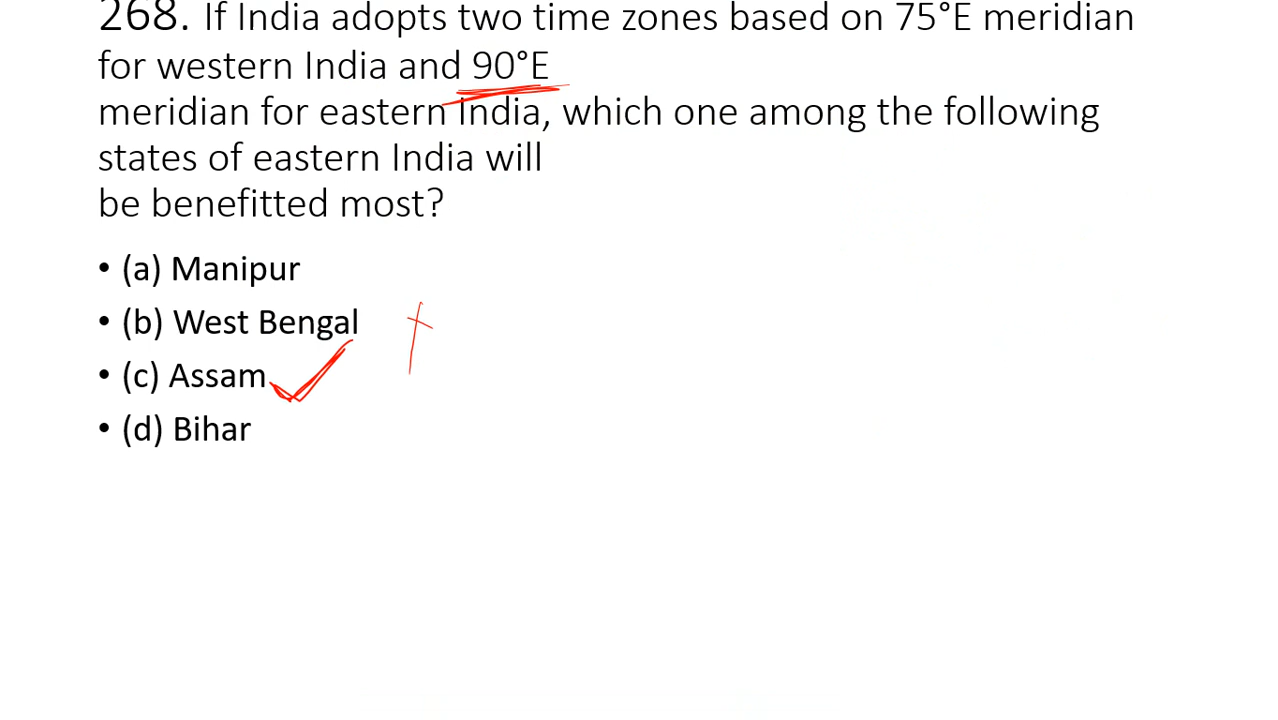 268. If India adopts two time zones based on 75°E meridian
for western India and 90°E
meridian for eastern India, which one among the following
states of eastern India will
be benefitted most?
• (a) Manipur
• (b) West Bengal
• (c) Assam
• (d) Bihar